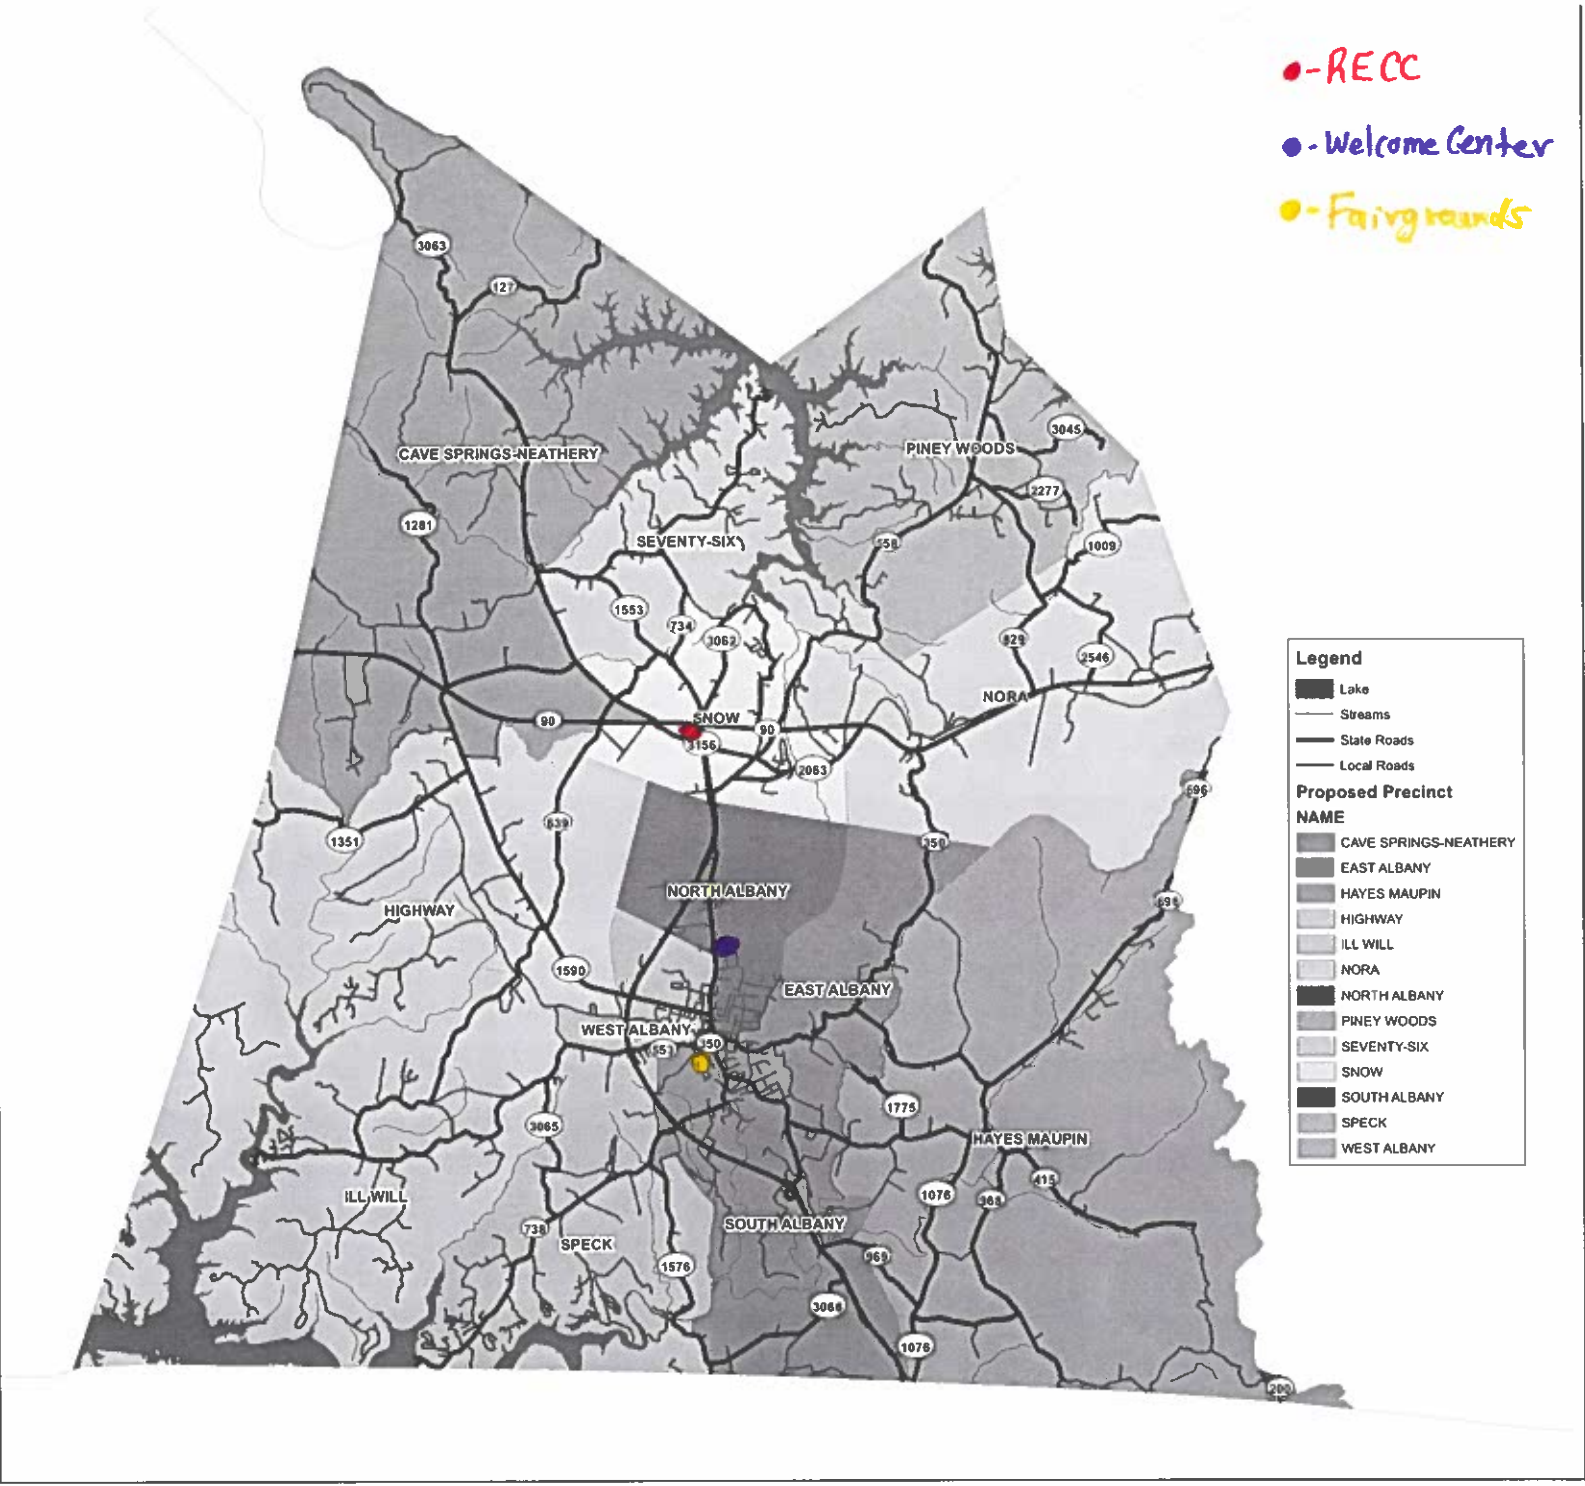 -RECC
-Welcome Center
-Fairgrounds
3063
127
CAVE SPRINGS-NEATHERY
PINEY WOODS
3045
2277
1281
SEVENTY-SIX
558
1009
1553
734
3062
829
2546
NORA
90
SNOW
90
3156
2063
696
639
1351
350
NORTH ALBANY
HIGHWAY
1590
EAST ALBANY
WEST ALBANY
553
350
1775
3065
HAYES MAUPIN
415
1076
968
ILL WILL
738
SPECK
SOUTH ALBANY
969
1576
3066
1076
200
Legend
Lake
Streams
State Roads
Local Roads
Proposed Precinct
NAME
CAVE SPRINGS-NEATHERY
EAST ALBANY
HAYES MAUPIN
HIGHWAY
ILL WILL
NORA
NORTH ALBANY
PINEY WOODS
SEVENTY-SIX
SNOW
SOUTH ALBANY
SPECK
WEST ALBANY